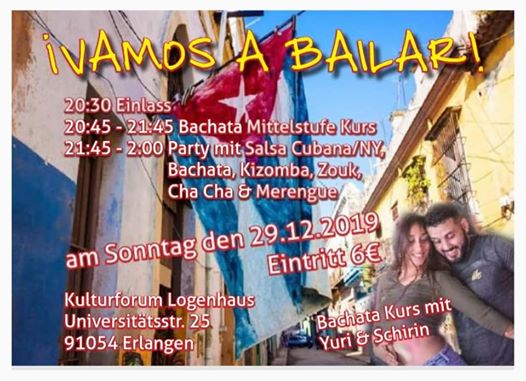 ¡VAMOS A BAILAR!
20:30 Einlass
20:45 - 21:45 Bachata Mittelstufe Kurs
21:45 - 2:00 Party mit Salsa Cubana/NY,
Bachata, Kizomba, Zouk,
Cha Cha & Merengue
am Sonntag den 29.12.2019
Eintritt 6€
Kulturforum Logenhaus
Universitätsstr. 25
91054 Erlangen
Bachata Kurs mit
Yuri & Schirin